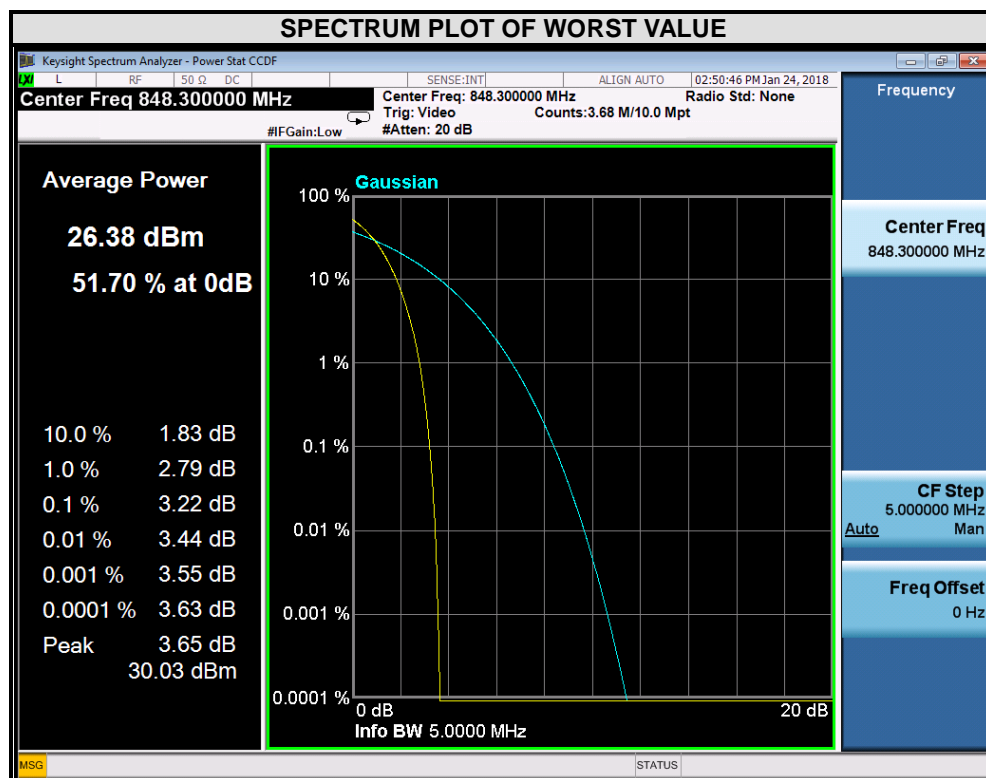 SPECTRUM PLOT OF WORST VALUE
Keysight Spectrum Analyzer - Power Stat CCDF
LXI L RF 50 Ω DC SENSE:INT ALIGN AUTO 02:50:46 PM Jan 24, 2018
Center Freq 848.300000 MHz
Center Freq: 848.300000 MHz Radio Std: None
Trig: Video Counts:3.68 M/10.0 Mpt
#IFGain:Low #Atten: 20 dB
Average Power
26.38 dBm
51.70 % at 0dB
10.0 % 1.83 dB
1.0 % 2.79 dB
0.1 % 3.22 dB
0.01 % 3.44 dB
0.001 % 3.55 dB
0.0001 % 3.63 dB
Peak 3.65 dB
30.03 dBm
Gaussian
100 %
10 %
1 %
0.1 %
0.01 %
0.001 %
0.0001 %
0 dB 20 dB
Info BW 5.0000 MHz
Frequency
Center Freq
848.300000 MHz
CF Step
5.000000 MHz
Auto Man
Freq Offset
0 Hz
MSG STATUS